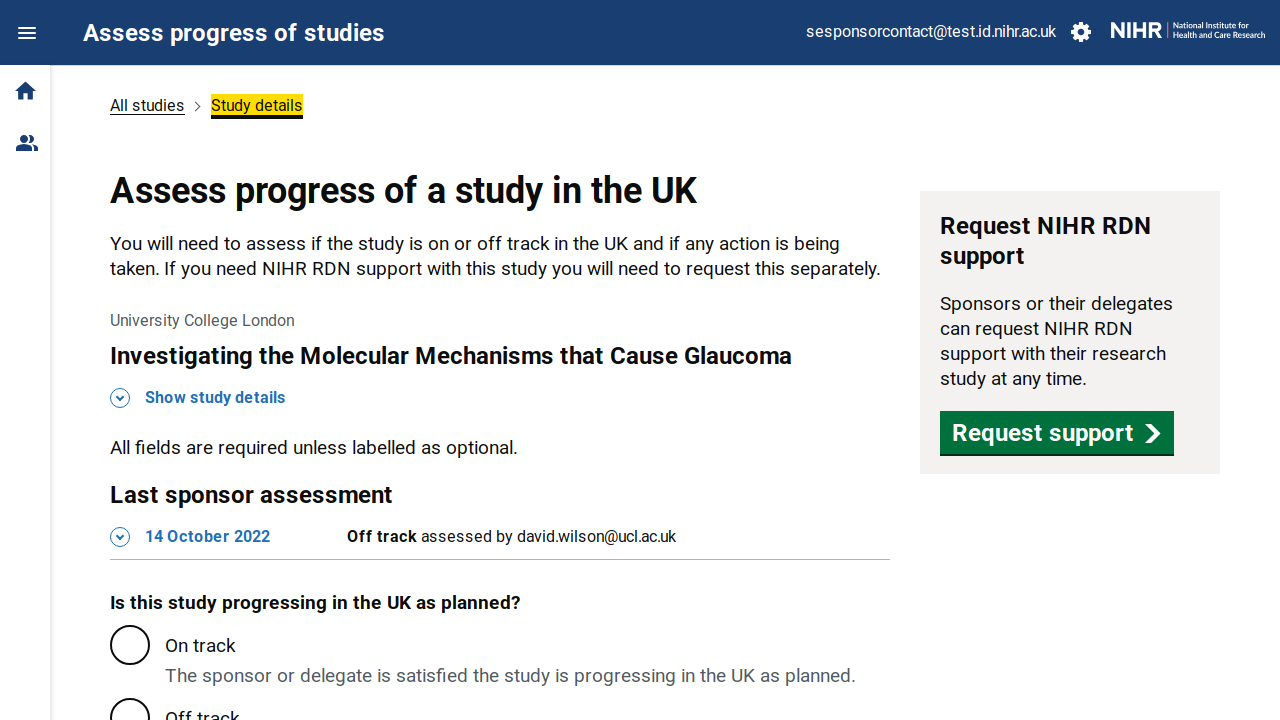 Assess progress of studies
sesponsorcontact@test.id.nihr.ac.uk
NIHR
National Institute for
Health and Care Research
All studies
Study details
Assess progress of a study in the UK
You will need to assess if the study is on or off track in the UK and if any action is being
taken. If you need NIHR RDN support with this study you will need to request this separately.
University College London
Investigating the Molecular Mechanisms that Cause Glaucoma
Show study details
All fields are required unless labelled as optional.
Last sponsor assessment
14 October 2022
Off track assessed by david.wilson@ucl.ac.uk
Is this study progressing in the UK as planned?
On track
The sponsor or delegate is satisfied the study is progressing in the UK as planned.
Off track
Request NIHR RDN
support
Sponsors or their delegates
can request NIHR RDN
support with their research
study at any time.
Request support